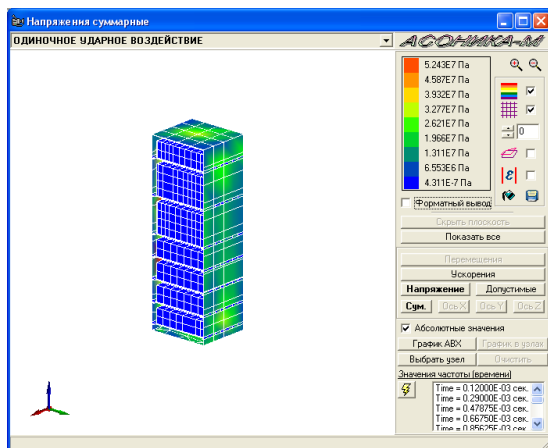 Напряжения суммарные
ОДИНОЧНОЕ УДАРНОЕ ВОЗДЕЙСТВИЕ
АСОНИКА-М
5.243E7 Па
4.587E7 Па
3.932E7 Па
3.277E7 Па
2.621E7 Па
1.966E7 Па
1.311E7 Па
6.553E6 Па
4.311E-7 Па
0
ε
Форматный вывод
Скрыть плоскость
Показать все
Перемещения
Ускорения
Напряжение Допустимые
Сум. Ось X Ось Y Ось Z
Абсолютные значения
График АВХ График в узлах
Выбрать узел Очистить
Значения частоты (времени)
Time = 0.12000E-03 сек.
Time = 0.29000E-03 сек.
Time = 0.47875E-03 сек.
Time = 0.66750E-03 сек.
Time = 0.85625E-03 сек.